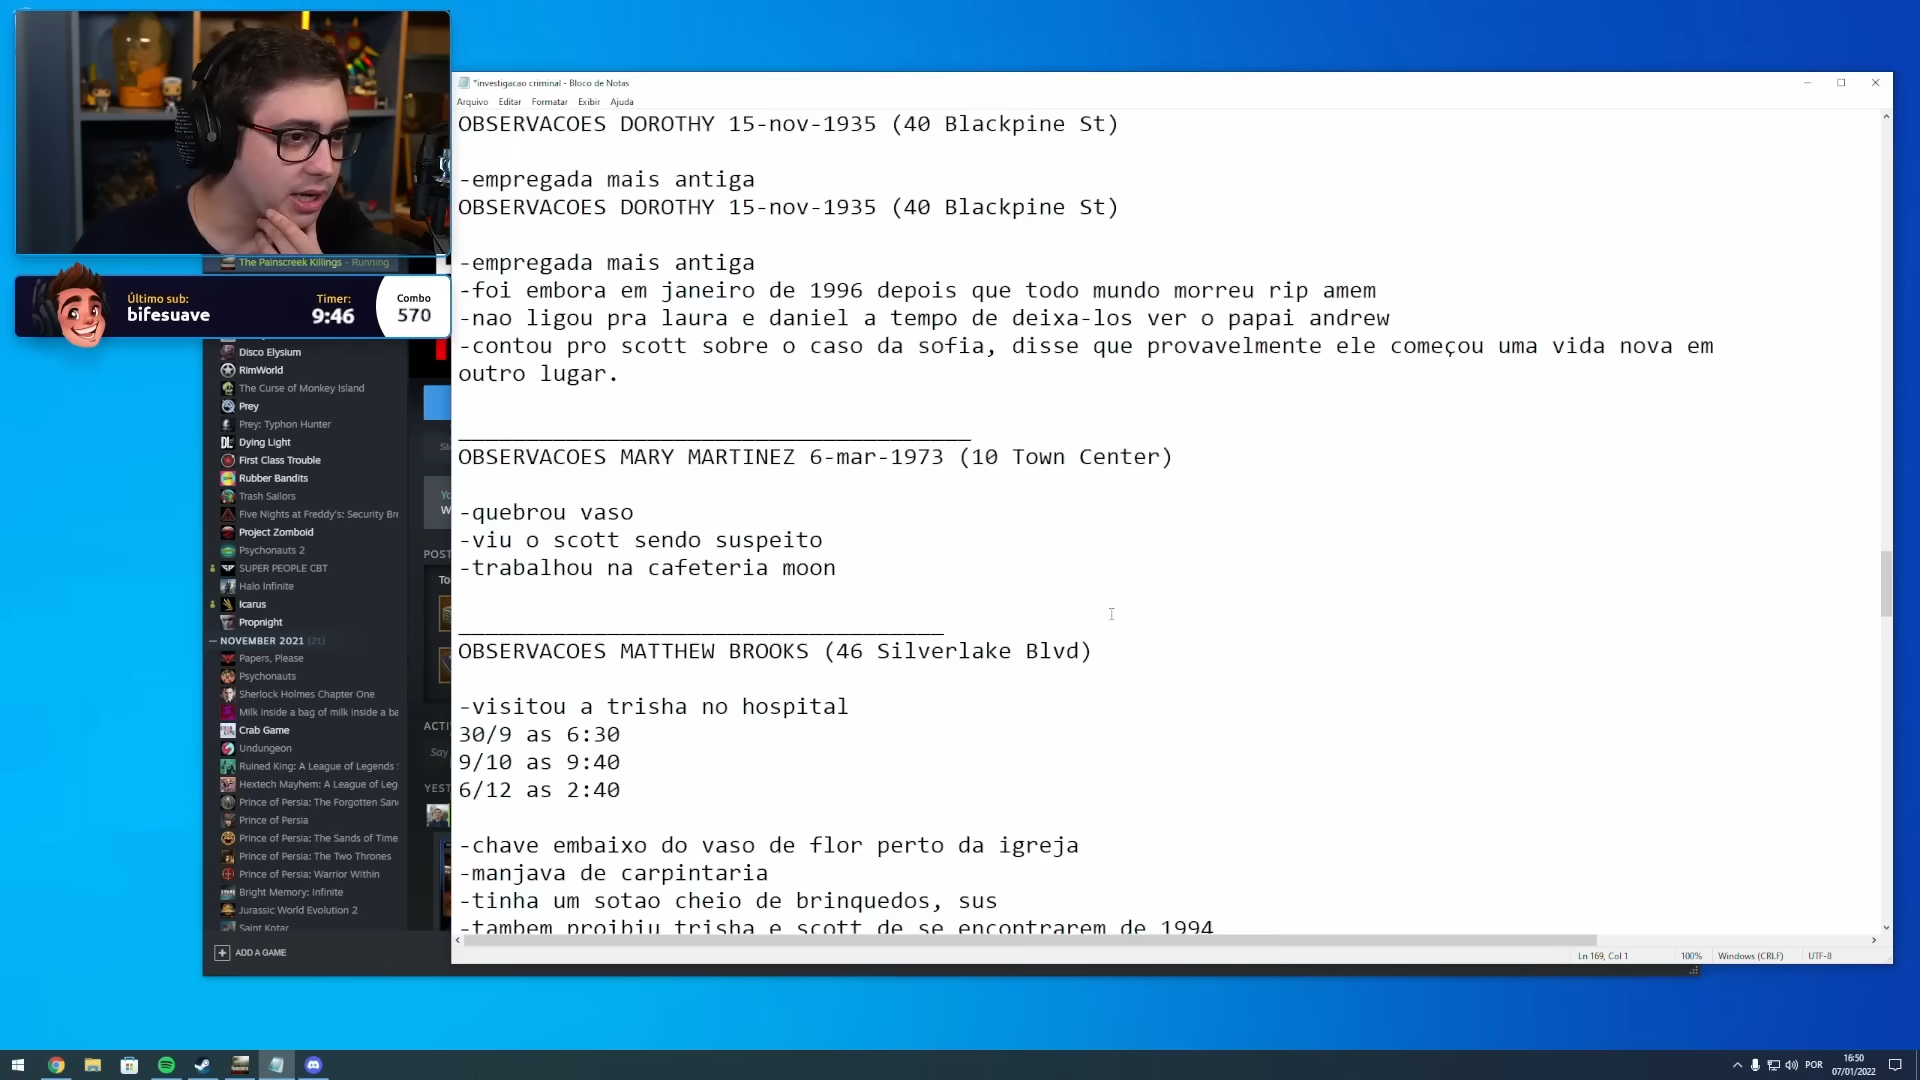 *investigacao criminal - Bloco de Notas
Arquivo Editar Formatar Exibir Ajuda
OBSERVACOES DOROTHY 15-nov-1935 (40 Blackpine St)
-empregada mais antiga
OBSERVACOES DOROTHY 15-nov-1935 (40 Blackpine St)
-empregada mais antiga
-foi embora em janeiro de 1996 depois que todo mundo morreu rip amem
-nao ligou pra laura e daniel a tempo de deixa-los ver o papai andrew
-contou pro scott sobre o caso da sofia, disse que provavelmente ele começou uma vida nova em
outro lugar.
OBSERVACOES MARY MARTINEZ 6-mar-1973 (10 Town Center)
-quebrou vaso
-viu o scott sendo suspeito
-trabalhou na cafeteria moon
OBSERVACOES MATTHEW BROOKS (46 Silverlake Blvd)
-visitou a trisha no hospital
30/9 as 6:30
9/10 as 9:40
6/12 as 2:40
-chave embaixo do vaso de flor perto da igreja
-manjava de carpintaria
-tinha um sotao cheio de brinquedos, sus
-tambem proibiu trisha e scott de se encontrarem de 1994
Ln 169, Col 1 100% Windows (CRLF) UTF-8
The Painscreek Killings - Running
Último sub:
bifesuave
Timer:
9:46
Combo
570
Disco Elysium
RimWorld
The Curse of Monkey Island
Prey
Prey: Typhon Hunter
Dying Light
First Class Trouble
Rubber Bandits
Trash Sailors
Five Nights at Freddy's: Security Bre
Project Zomboid
Psychonauts 2
SUPER PEOPLE CBT
Halo Infinite
Icarus
Propnight
NOVEMBER 2021 (21)
Papers, Please
Psychonauts
Sherlock Holmes Chapter One
Milk inside a bag of milk inside a ba
Crab Game
Undungeon
Ruined King: A League of Legends
Hextech Mayhem: A League of Leg
Prince of Persia: The Forgotten San
Prince of Persia
Prince of Persia: The Sands of Time
Prince of Persia: The Two Thrones
Prince of Persia: Warrior Within
Bright Memory: Infinite
Jurassic World Evolution 2
Saint Kotar
ADD A GAME
POST
To
ACTI
Say
YEST
POR
16:50
07/01/2022